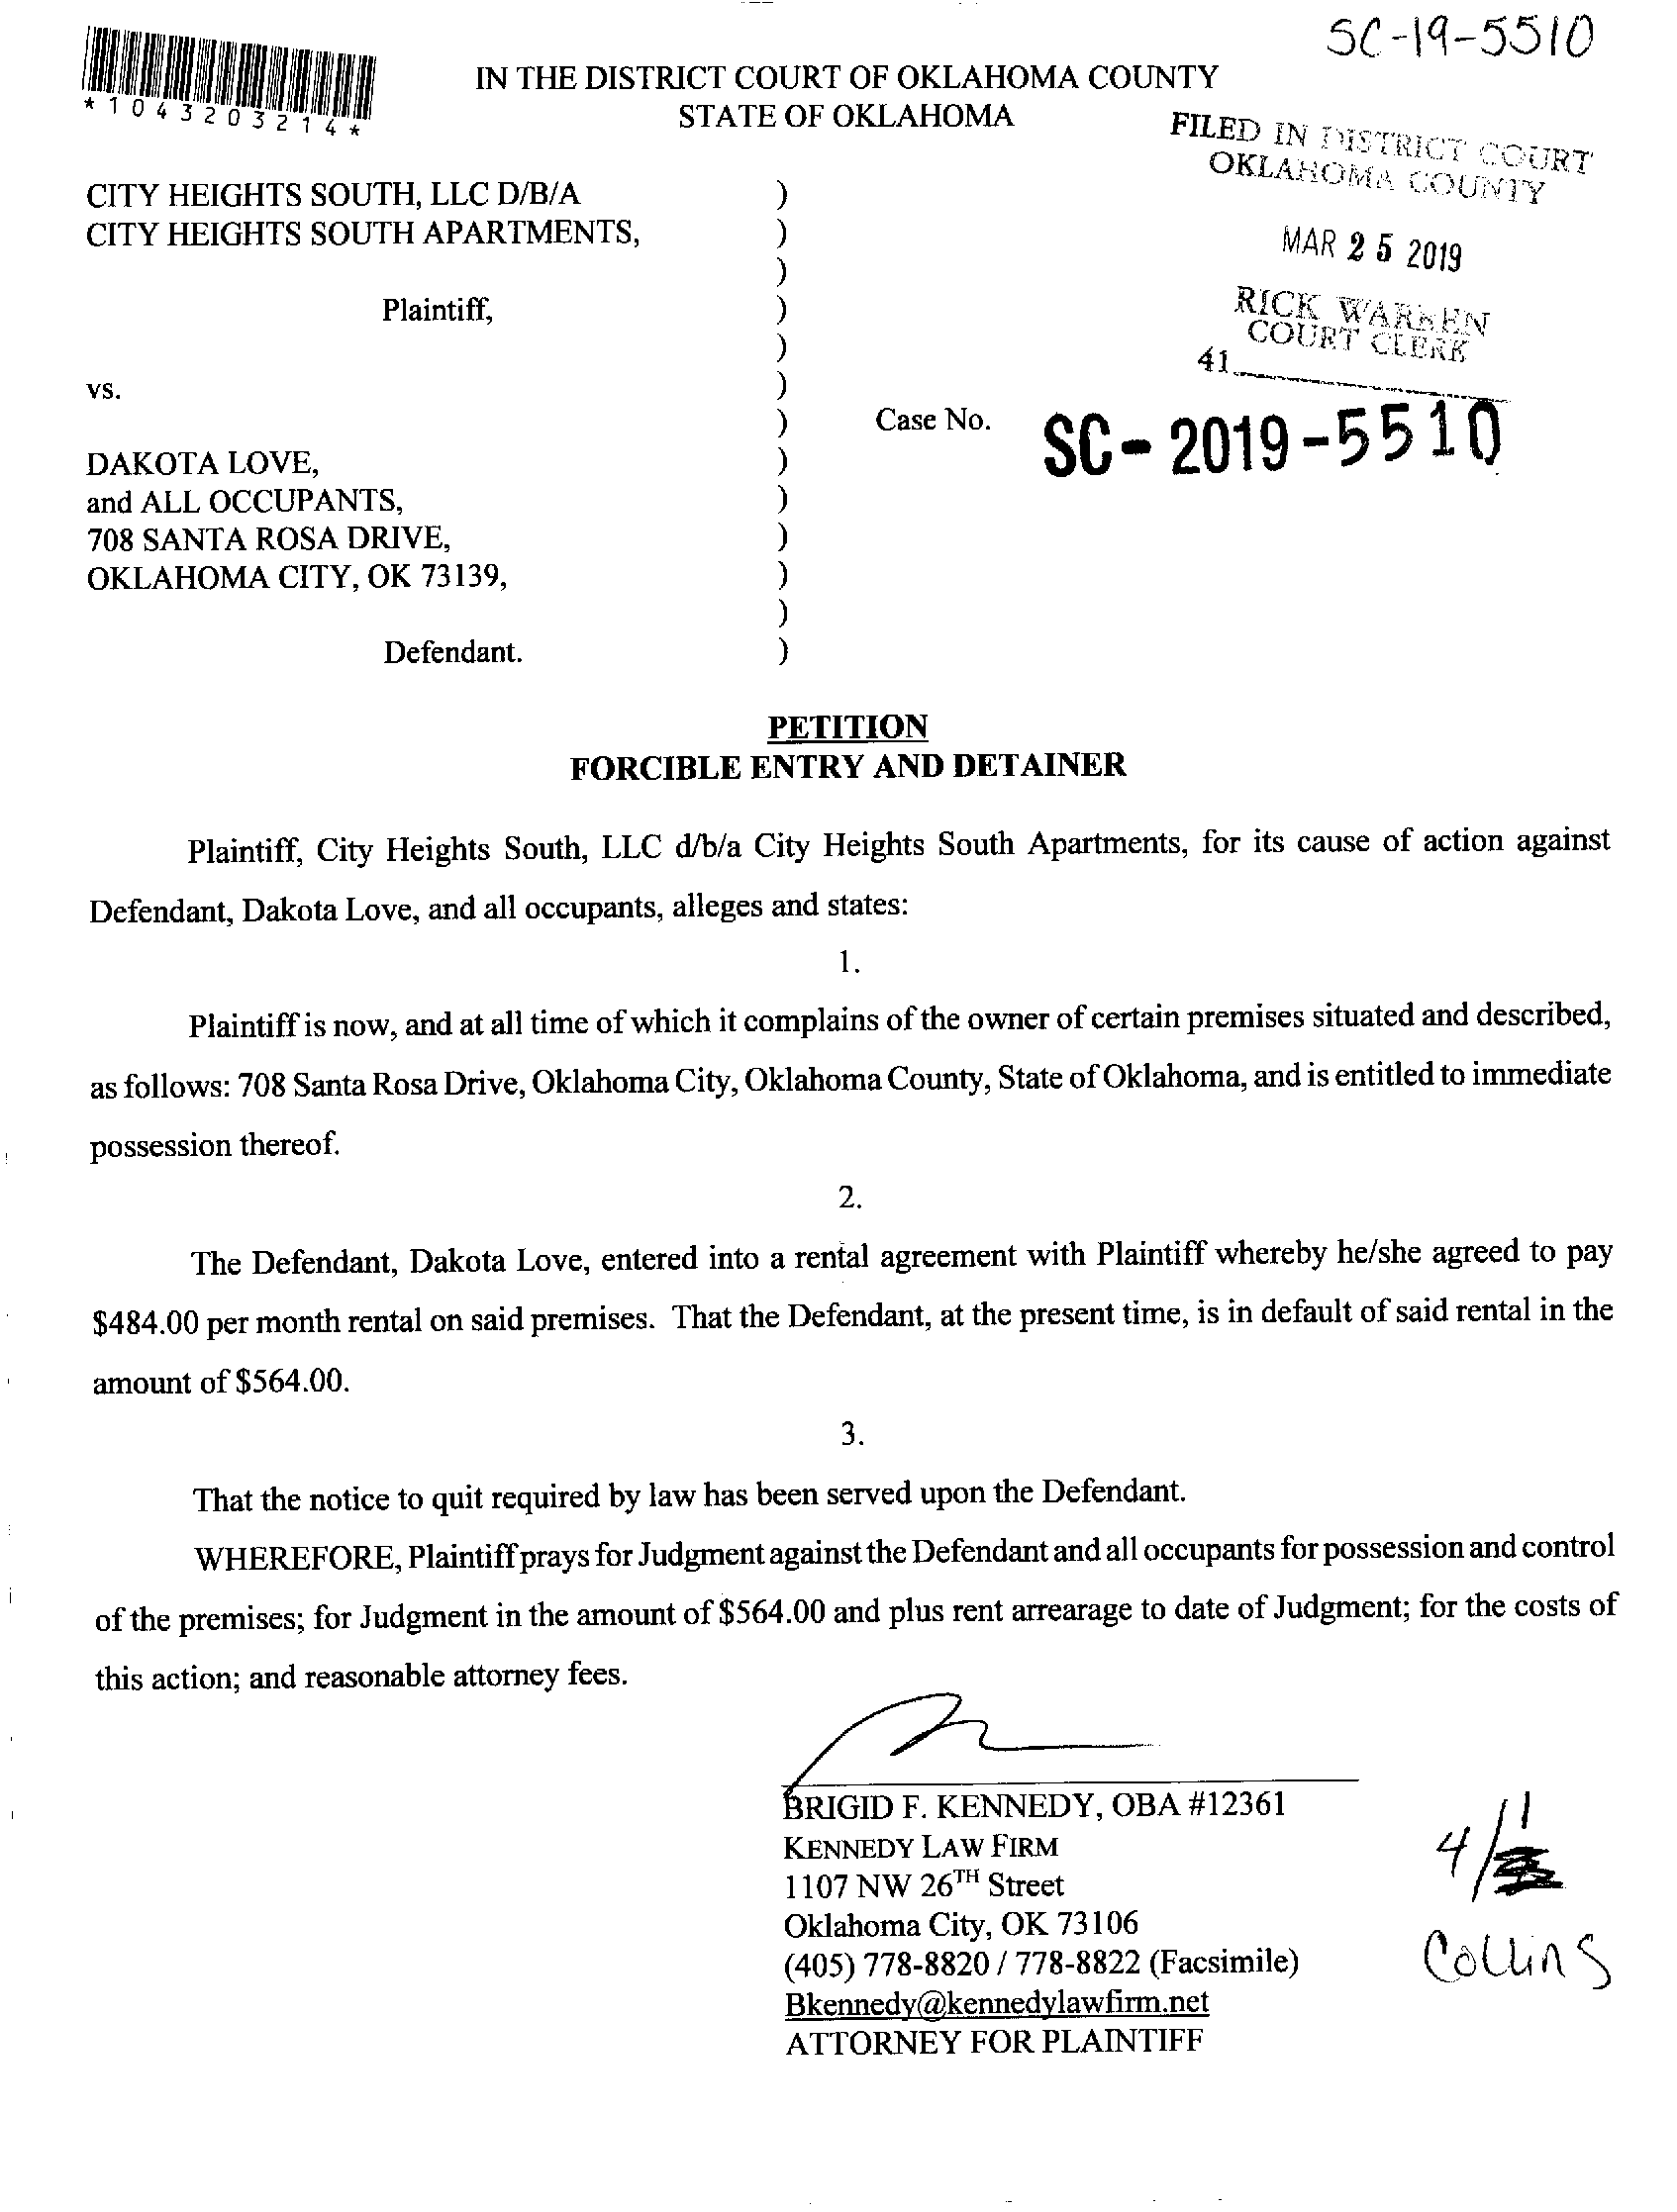 SC-19-5510
*1043203214*
IN THE DISTRICT COURT OF OKLAHOMA COUNTY
STATE OF OKLAHOMA
FILED IN DISTRICT COURT
OKLAHOMA COUNTY
MAR 25 2019
RICK WARREN
COURT CLERK
41
CITY HEIGHTS SOUTH, LLC D/B/A )
CITY HEIGHTS SOUTH APARTMENTS, )
)
Plaintiff, )
)
vs. )
) Case No. SC-2019-5510
DAKOTA LOVE, )
and ALL OCCUPANTS, )
708 SANTA ROSA DRIVE, )
OKLAHOMA CITY, OK 73139, )
)
Defendant. )
PETITION
FORCIBLE ENTRY AND DETAINER
Plaintiff, City Heights South, LLC d/b/a City Heights South Apartments, for its cause of action against
Defendant, Dakota Love, and all occupants, alleges and states:
1.
Plaintiff is now, and at all time of which it complains of the owner of certain premises situated and described,
as follows: 708 Santa Rosa Drive, Oklahoma City, Oklahoma County, State of Oklahoma, and is entitled to immediate
possession thereof.
2.
The Defendant, Dakota Love, entered into a rental agreement with Plaintiff whereby he/she agreed to pay
$484.00 per month rental on said premises. That the Defendant, at the present time, is in default of said rental in the
amount of $564.00.
3.
That the notice to quit required by law has been served upon the Defendant.
WHEREFORE, Plaintiff prays for Judgment against the Defendant and all occupants for possession and control
of the premises; for Judgment in the amount of $564.00 and plus rent arrearage to date of Judgment; for the costs of
this action; and reasonable attorney fees.
BRIGID F. KENNEDY, OBA #12361
KENNEDY LAW FIRM
1107 NW 26TH Street
Oklahoma City, OK 73106
(405) 778-8820 / 778-8822 (Facsimile)
Bkennedy@kennedylawfirm.net
ATTORNEY FOR PLAINTIFF
4/1
Collins